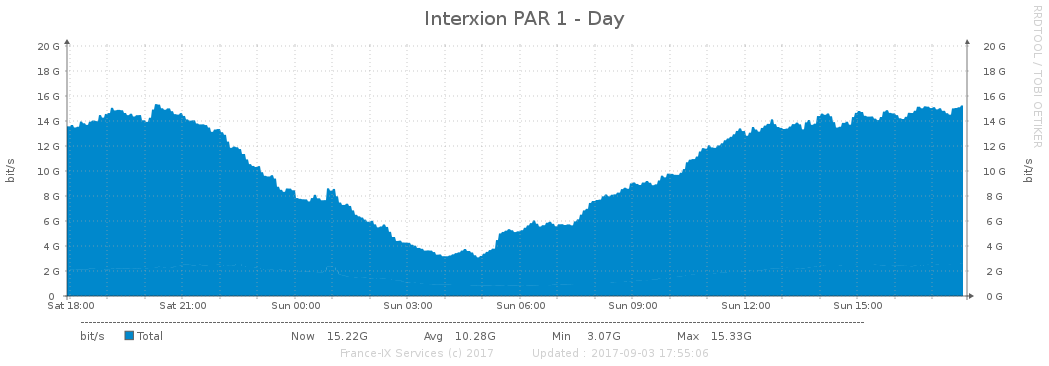 Interxion PAR 1 - Day
RRDTOOL / TOBI OETIKER
20 G 20 G
18 G 18 G
16 G 16 G
14 G 14 G
12 G 12 G
10 G 10 G
8 G 8 G
6 G 6 G
4 G 4 G
2 G 2 G
0 0 G
bit/s
bit/s
Sat 18:00 Sat 21:00 Sun 00:00 Sun 03:00 Sun 06:00 Sun 09:00 Sun 12:00 Sun 15:00
bit/s Total Now 15.22G Avg 10.28G Min 3.07G Max 15.33G
France-IX Services (c) 2017 Updated : 2017-09-03 17:55:06